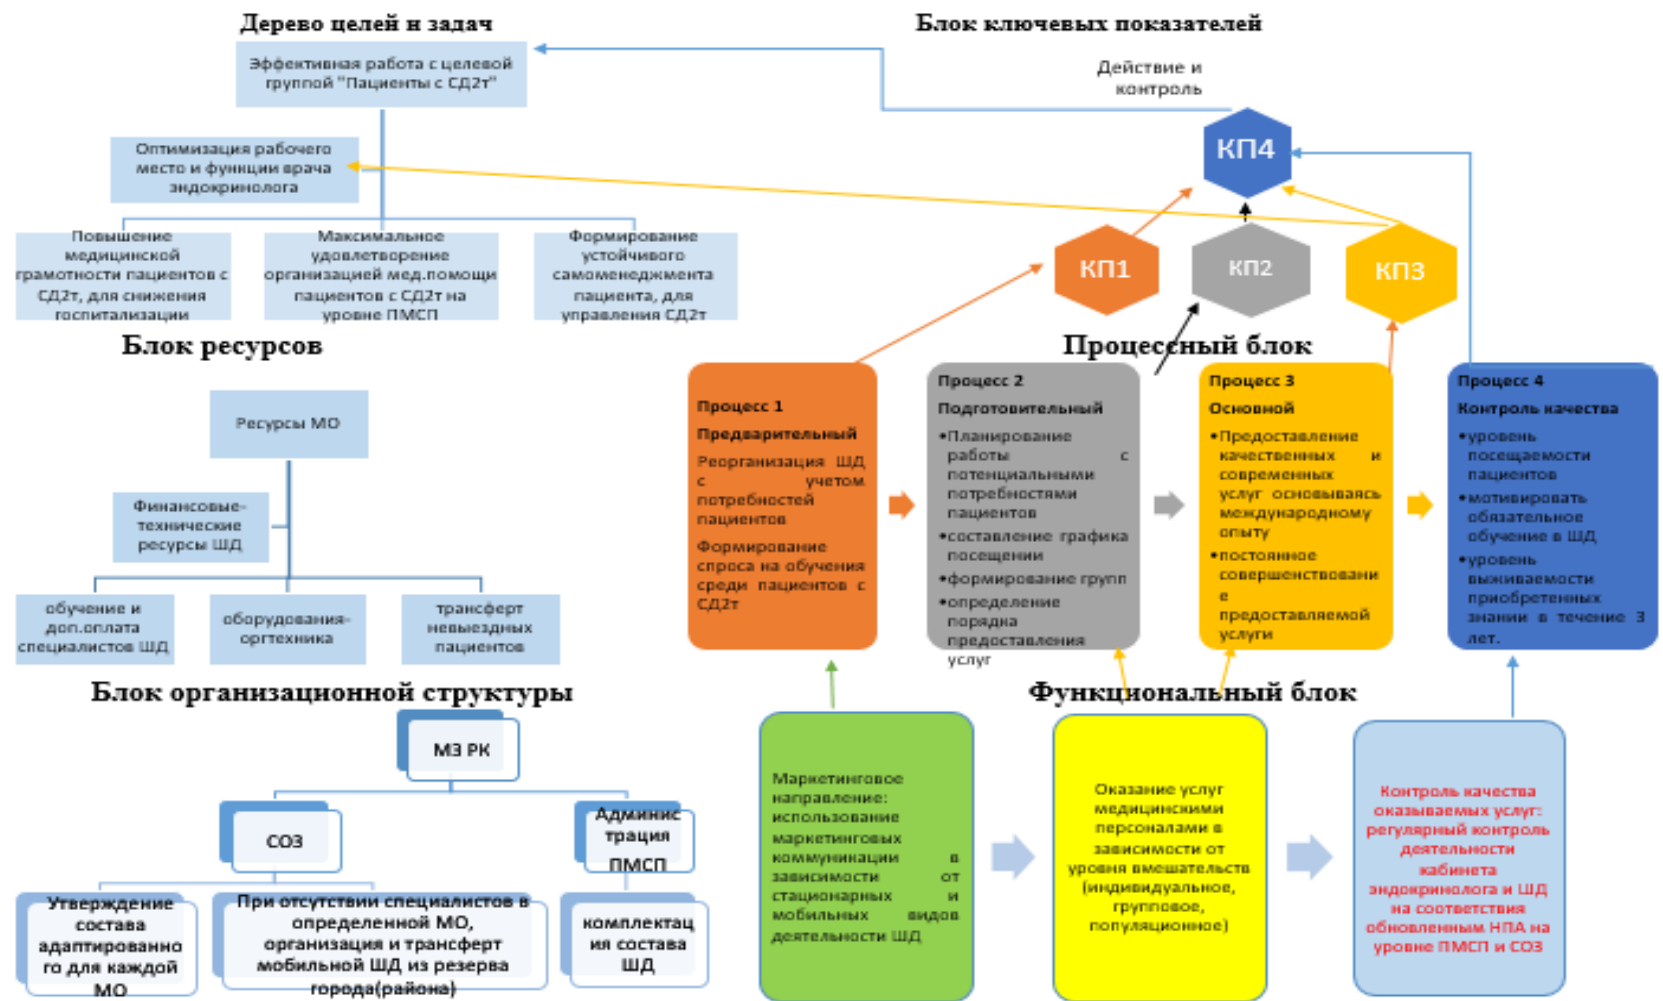 Дерево целей и задач
Эффективная работа с целевой
группой "Пациенты с СД2т"
Оптимизация рабочего
место и функции врача
эндокринолога
Повышение
медицинской
грамотности пациентов с
СД2т, для снижения
госпитализации
Максимальное
удовлетворение
организацией мед.помощи
пациентов с СД2т на
уровне ПМСП
Формирование
устойчивого
самоменеджмента
пациента, для
управления СД2т
Блок ключевых показателей
Действие и
контроль
КП4
КП1
КП2
КП3
Блок ресурсов
Ресурсы МО
Финансовые-
технические
ресурсы ШД
обучение и
доп.оплата
специалистов ШД
оборудования-
оргтехника
трансферт
невыездных
пациентов
Процессный блок
Процесс 1
Предварительный
Реорганизация ШД
с учетом
потребностей
пациентов
Формирование
спроса на обучения
среди пациентов с
СД2т
Процесс 2
Подготовительный
•Планирование
работы с
потенциальными
потребностями
пациентов
•составление графика
посещении
•формирование групп
•определение
порядка
предоставления
услуг
Процесс 3
Основной
•Предоставление
качественных и
современных
услуг основываясь
международному
опыту
•постоянное
совершенствовани
е
предоставляемой
услуги
Процесс 4
Контроль качества
•уровень
посещаемости
пациентов
•мотивировать
обязательное
обучение в ШД
•уровень
выживаемости
приобретенных
знании в течение 3
лет.
Блок организационной структуры
МЗ РК
СОЗ
Админис
трация
ПМСП
Утверждение
состава
адаптированно
го для каждой
МО
При отсутствии специалистов в
определенной МО,
организация и трансферт
мобильной ШД из резерва
города(района)
комплектац
ия состава
ШД
Функциональный блок
Маркетинговое
направление:
использование
маркетинговых
коммуникации в
зависимости от
стационарных и
мобильных видов
деятельности ШД
Оказание услуг
медицинскими
персоналами в
зависимости от
уровня вмешательств
(индивидуальное,
групповое,
популяционное)
Контроль качества
оказываемых услуг:
регулярный контроль
деятельности
кабинета
эндокринолога и ШД
на соответствия
обновленным НПА на
уровне ПМСП и СОЗ